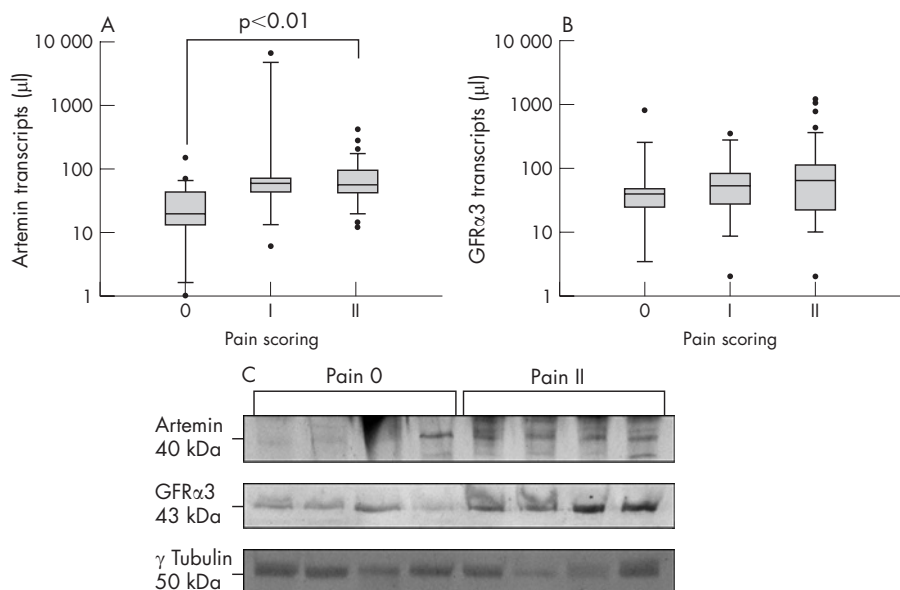 A
p<0.01
10 000
1000
100
10
1
Artemin transcripts (μl)
0 I II
Pain scoring
B
10 000
1000
100
10
1
GFRα3 transcripts (μl)
0 I II
Pain scoring
C
Pain 0 Pain II
Artemin
40 kDa
GFRα3
43 kDa
γ Tubulin
50 kDa